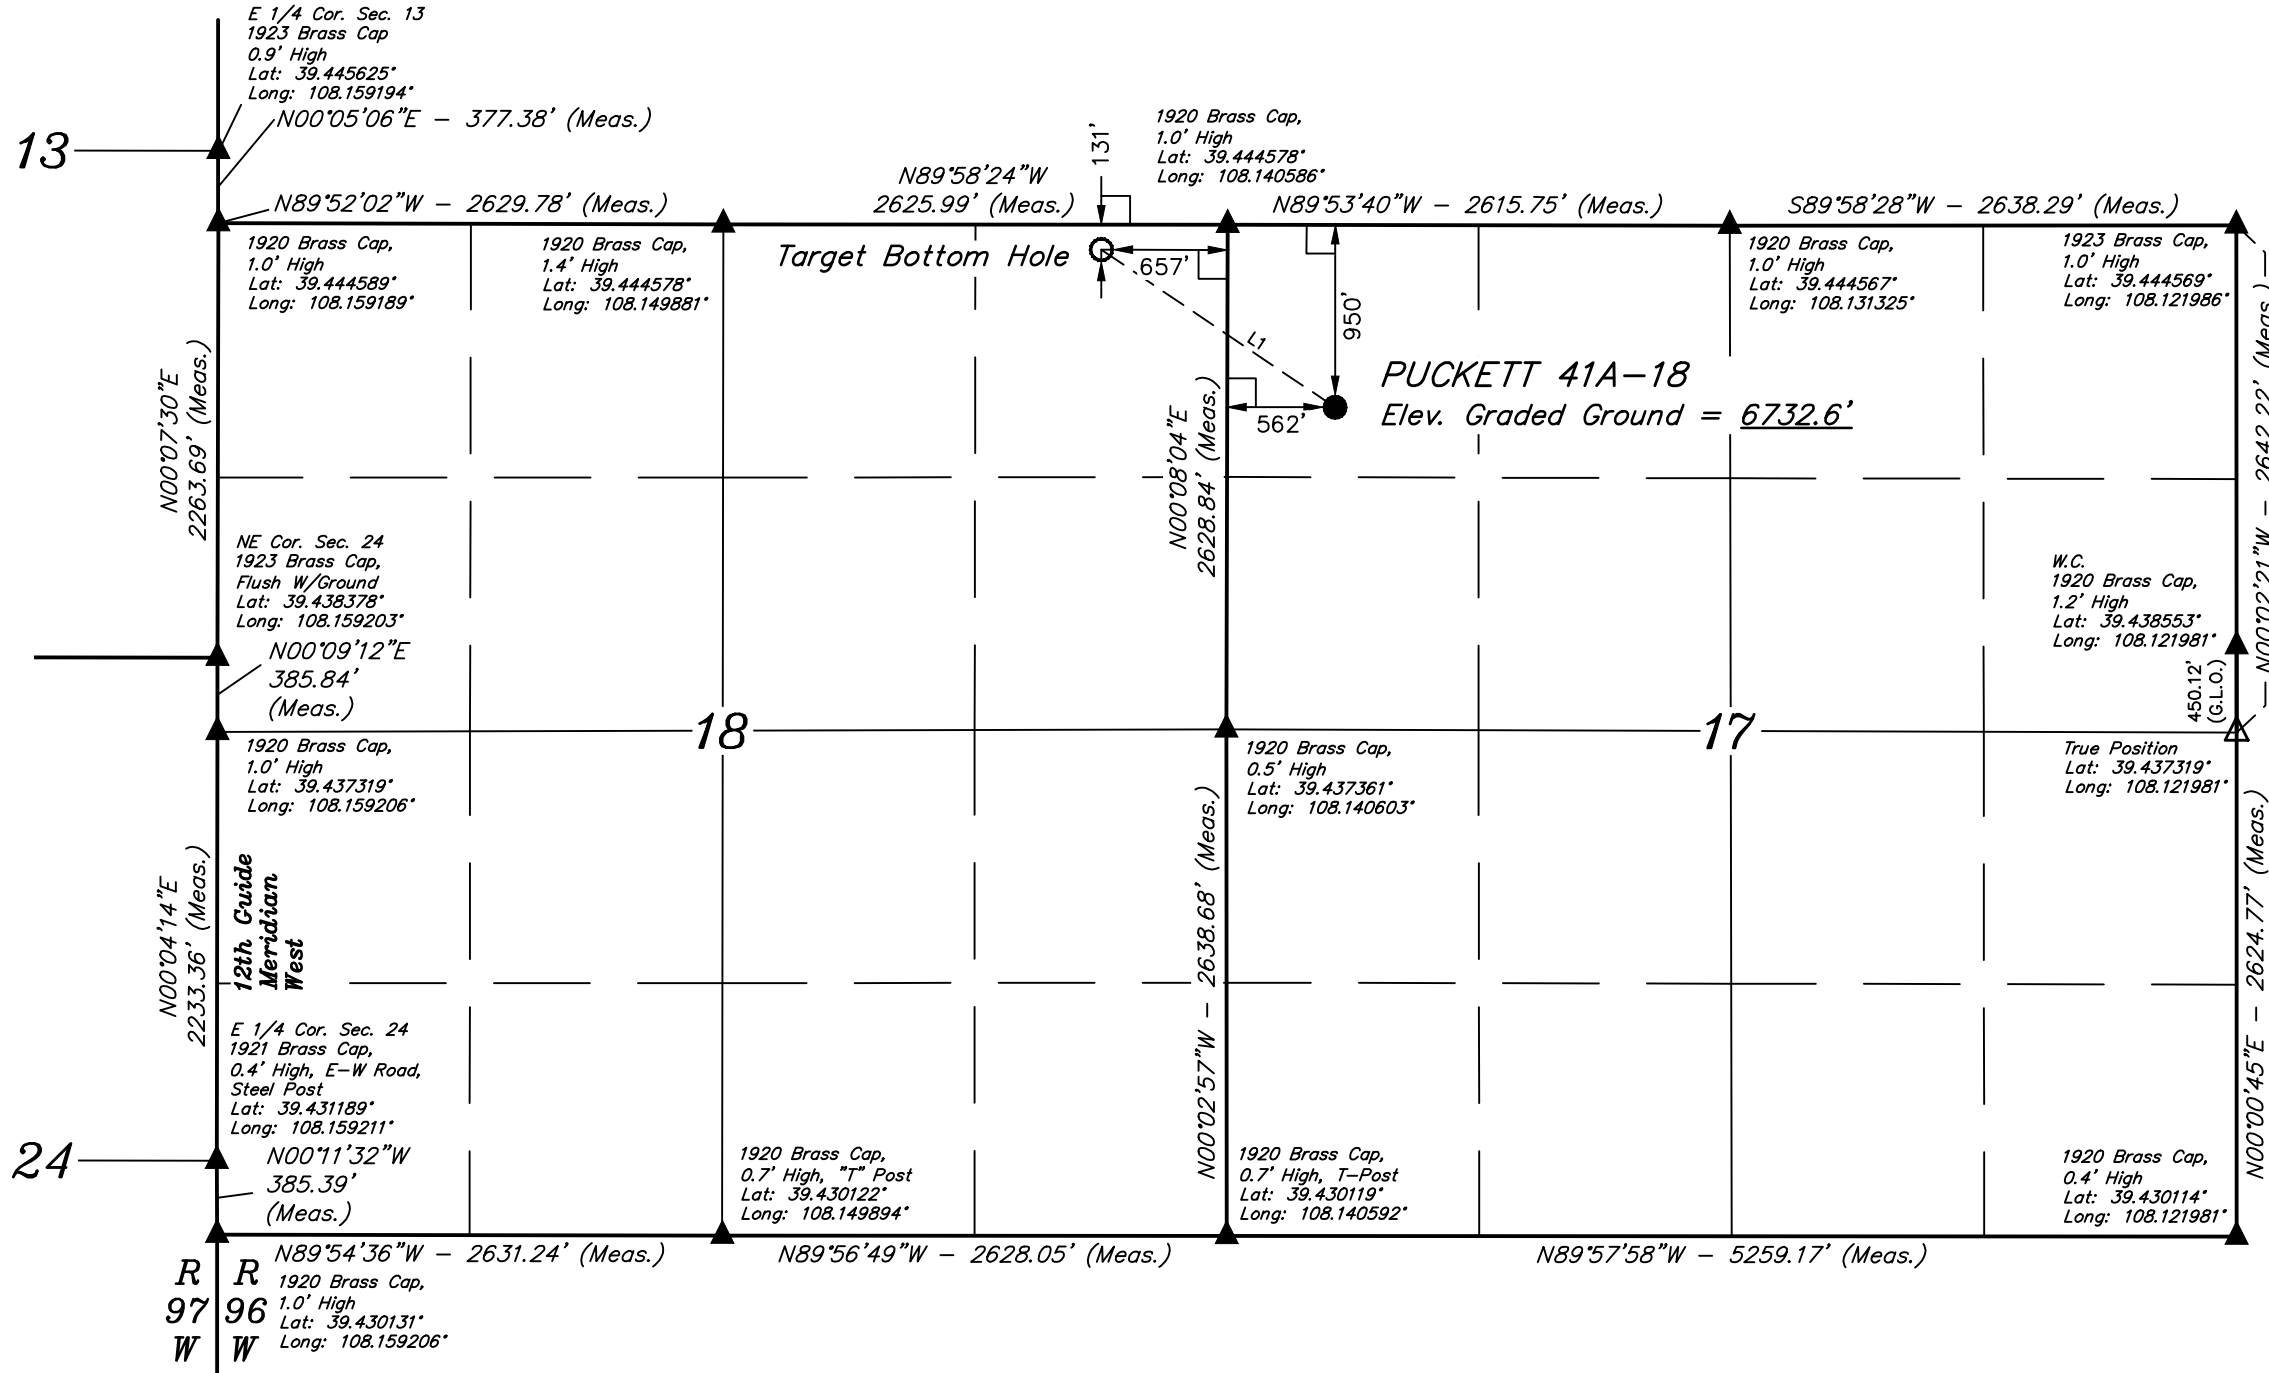 E 1/4 Cor. Sec. 13
1923 Brass Cap
0.9' High
Lat: 39.445625°
Long: 108.159194°
N00°05'06"E – 377.38' (Meas.)
13
N89°52'02"W – 2629.78' (Meas.)
N89°58'24"W
2625.99' (Meas.)
131'
1920 Brass Cap,
1.0' High
Lat: 39.444578°
Long: 108.140586°
N89°53'40"W – 2615.75' (Meas.)
S89°58'28"W – 2638.29' (Meas.)
1920 Brass Cap,
1.0' High
Lat: 39.444589°
Long: 108.159189°
1920 Brass Cap,
1.4' High
Lat: 39.444578°
Long: 108.149881°
Target Bottom Hole
657'
950'
L1
1920 Brass Cap,
1.0' High
Lat: 39.444567°
Long: 108.131325°
1923 Brass Cap,
1.0' High
Lat: 39.444569°
Long: 108.121986°
PUCKETT 41A–18
Elev. Graded Ground = 6732.6'
562'
N00°07'30"E
2263.69' (Meas.)
N00°08'04"E
2628.84' (Meas.)
N00°02'21"W – 2642.22' (Meas.)
NE Cor. Sec. 24
1923 Brass Cap,
Flush W/Ground
Lat: 39.438378°
Long: 108.159203°
N00°09'12"E
385.84'
(Meas.)
W.C.
1920 Brass Cap,
1.2' High
Lat: 39.438553°
Long: 108.121981°
450.12'
(G.L.O.)
18
17
1920 Brass Cap,
1.0' High
Lat: 39.437319°
Long: 108.159206°
1920 Brass Cap,
0.5' High
Lat: 39.437361°
Long: 108.140603°
True Position
Lat: 39.437319°
Long: 108.121981°
N00°04'14"E
2233.36' (Meas.)
12th Guide
Meridian
West
N00°02'57"W – 2638.68' (Meas.)
N00°00'45"E – 2624.77' (Meas.)
E 1/4 Cor. Sec. 24
1921 Brass Cap,
0.4' High, E–W Road,
Steel Post
Lat: 39.431189°
Long: 108.159211°
24
N00°11'32"W
385.39'
(Meas.)
1920 Brass Cap,
0.7' High, "T" Post
Lat: 39.430122°
Long: 108.149894°
1920 Brass Cap,
0.7' High, T–Post
Lat: 39.430119°
Long: 108.140592°
1920 Brass Cap,
0.4' High
Lat: 39.430114°
Long: 108.121981°
N89°54'36"W – 2631.24' (Meas.)
N89°56'49"W – 2628.05' (Meas.)
N89°57'58"W – 5259.17' (Meas.)
R
97
W
R
96
W
1920 Brass Cap,
1.0' High
Lat: 39.430131°
Long: 108.159206°